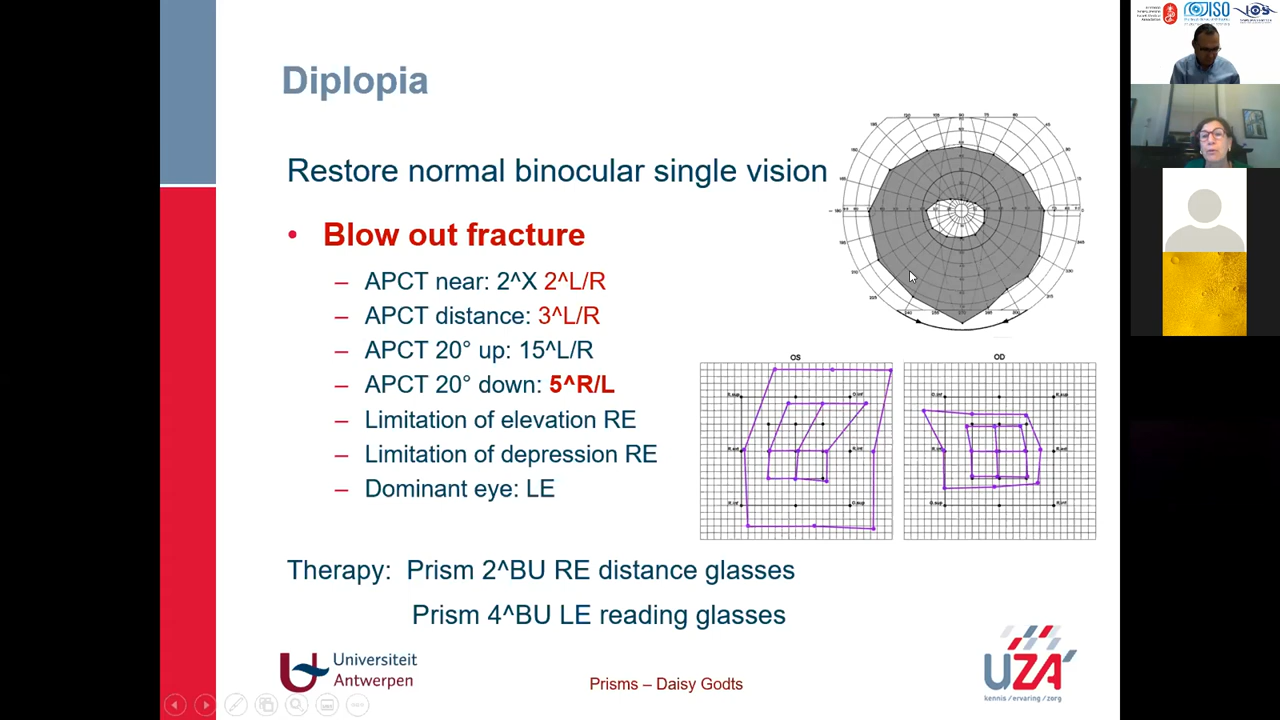 Diplopia
Restore normal binocular single vision
• Blow out fracture
– APCT near: 2^X 2^L/R
– APCT distance: 3^L/R
– APCT 20° up: 15^L/R
– APCT 20° down: 5^R/L
– Limitation of elevation RE
– Limitation of depression RE
– Dominant eye: LE
OS
OD
Therapy: Prism 2^BU RE distance glasses
Prism 4^BU LE reading glasses
Universiteit
Antwerpen
Prisms – Daisy Godts
UZA
kennis / ervaring / zorg
ISO
IOS